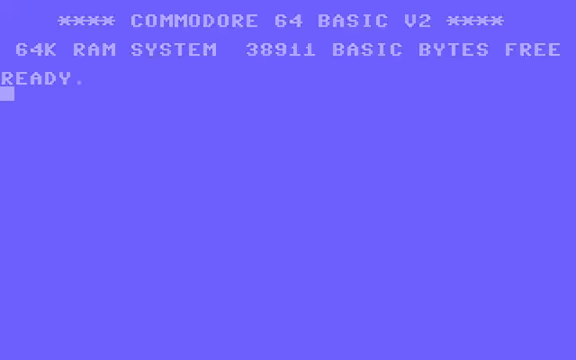 **** COMMODORE 64 BASIC V2 ****
64K RAM SYSTEM  38911 BASIC BYTES FREE
READY.